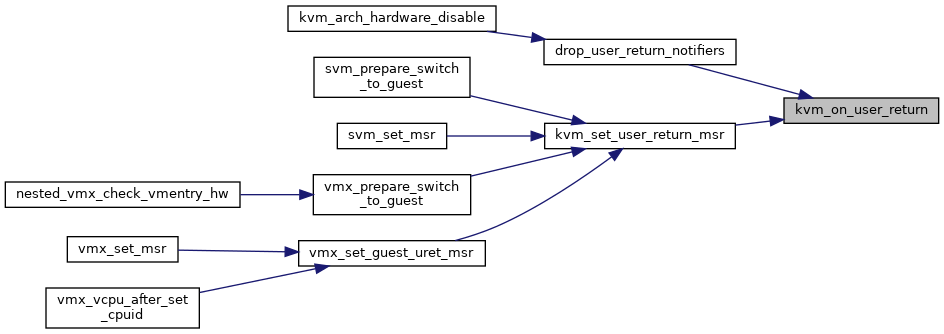 kvm_arch_hardware_disable
drop_user_return_notifiers
svm_prepare_switch
_to_guest
kvm_on_user_return
svm_set_msr
kvm_set_user_return_msr
vmx_prepare_switch
_to_guest
nested_vmx_check_vmentry_hw
vmx_set_msr
vmx_set_guest_uret_msr
vmx_vcpu_after_set
_cpuid